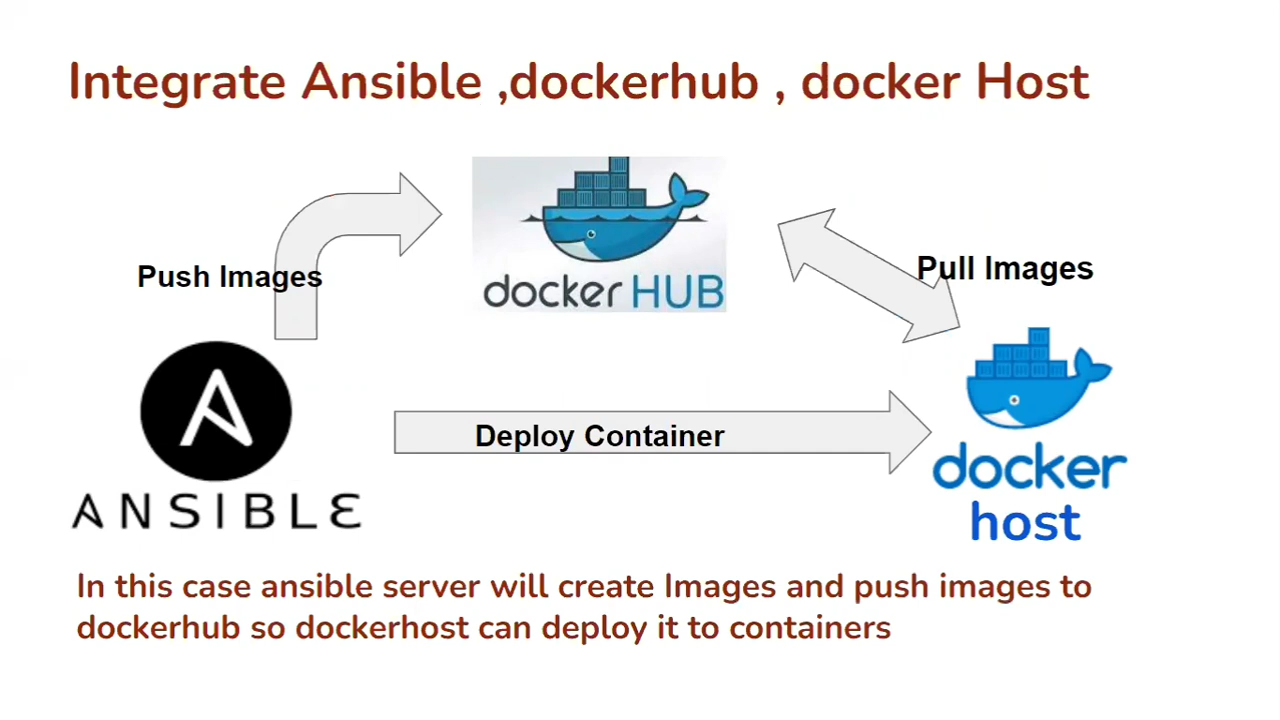 Integrate Ansible ,dockerhub , docker Host
docker HUB
Push Images
Pull Images
Deploy Container
ANSIBLE
docker
host
In this case ansible server will create Images and push images to
dockerhub so dockerhost can deploy it to containers